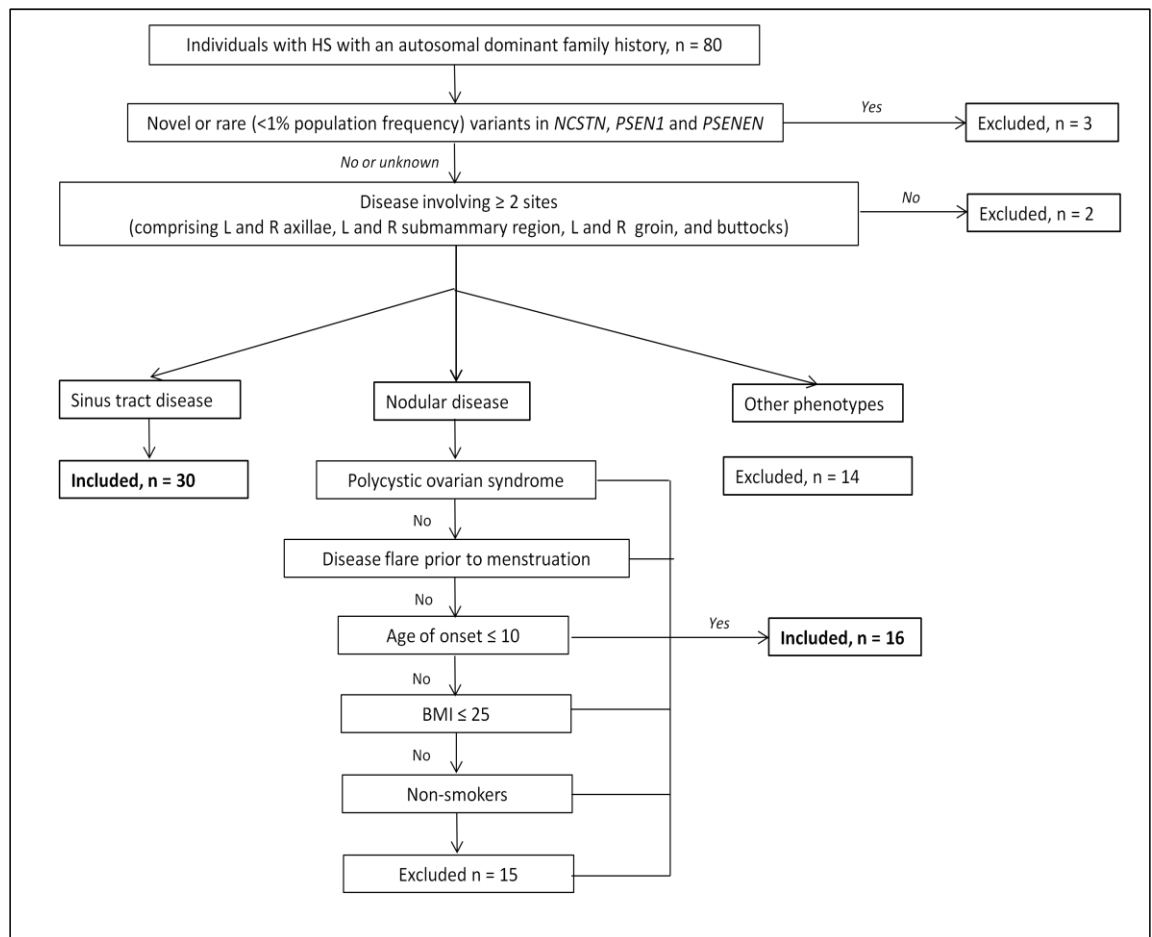 Individuals with HS with an autosomal dominant family history, n = 80
Novel or rare (<1% population frequency) variants in NCSTN, PSEN1 and PSENEN
Yes
Excluded, n = 3
No or unknown
Disease involving ≥ 2 sites
(comprising L and R axillae, L and R submammary region, L and R groin, and buttocks)
No
Excluded, n = 2
Sinus tract disease
Nodular disease
Other phenotypes
Included, n = 30
Polycystic ovarian syndrome
Excluded, n = 14
No
Disease flare prior to menstruation
No
Age of onset ≤ 10
Yes
Included, n = 16
No
BMI ≤ 25
No
Non-smokers
Excluded n = 15